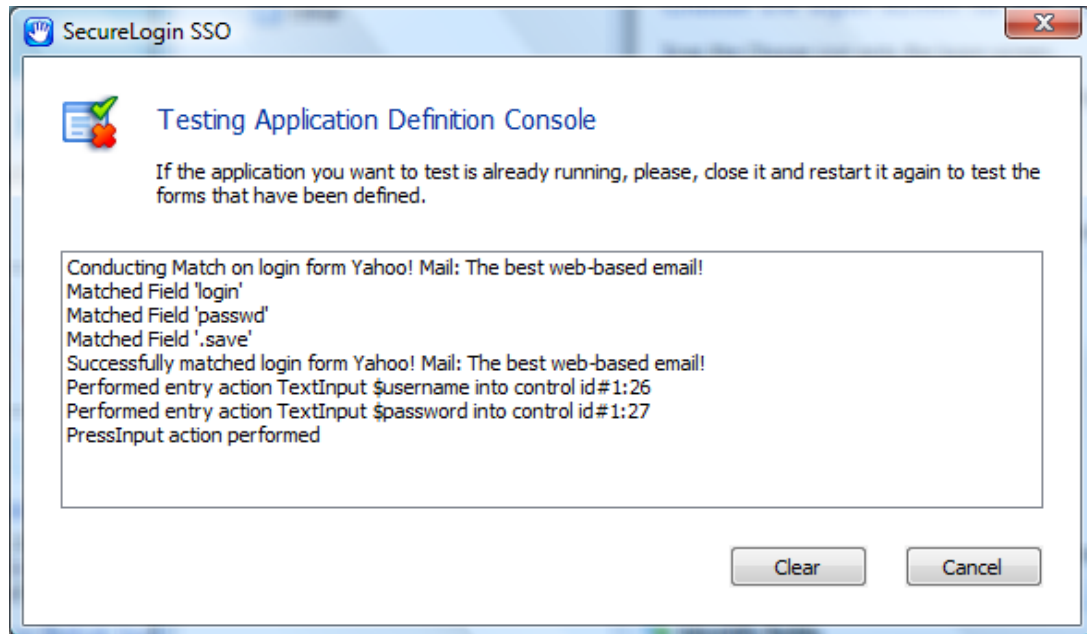 SecureLogin SSO
Testing Application Definition Console
If the application you want to test is already running, please, close it and restart it again to test the
forms that have been defined.
Conducting Match on login form Yahoo! Mail: The best web-based email!
Matched Field 'login'
Matched Field 'passwd'
Matched Field '.save'
Successfully matched login form Yahoo! Mail: The best web-based email!
Performed entry action TextInput $username into control id#1:26
Performed entry action TextInput $password into control id#1:27
PressInput action performed
Clear
Cancel